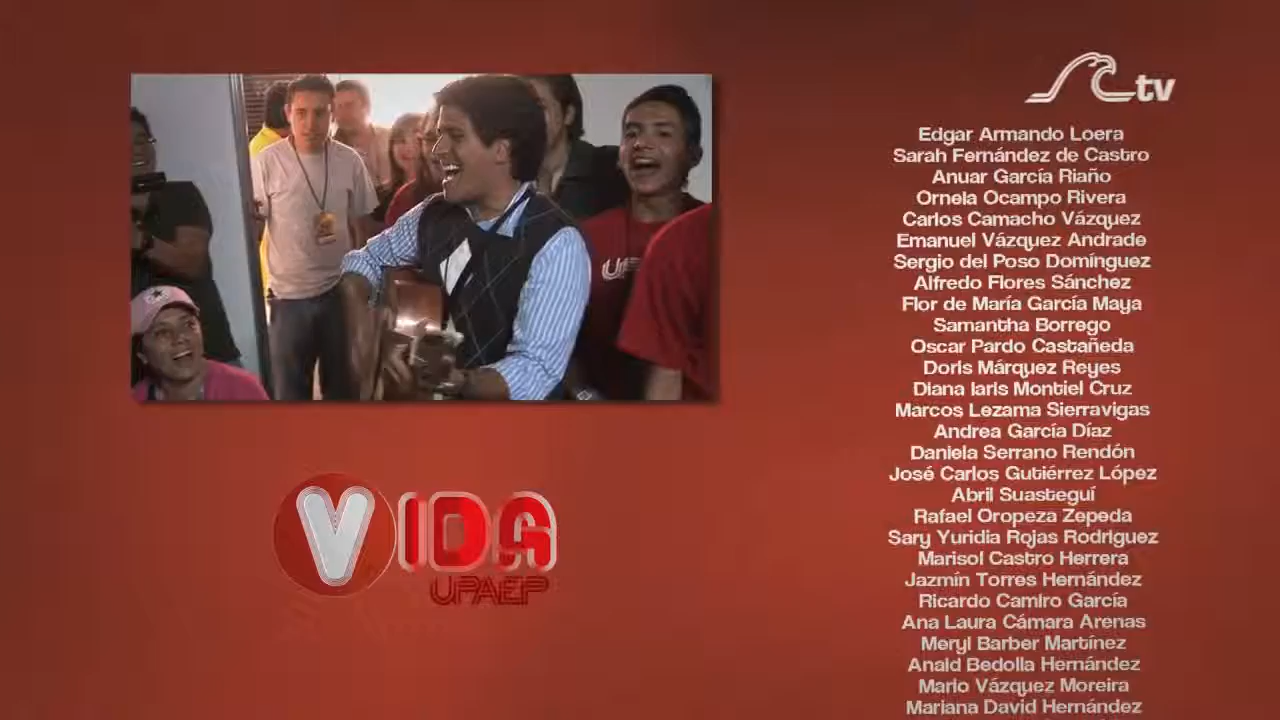 tv
Edgar Armando Loera
Sarah Fernández de Castro
Anuar García Riaño
Ornela Ocampo Rivera
Carlos Camacho Vázquez
Emanuel Vázquez Andrade
Sergio del Poso Domínguez
Alfredo Flores Sánchez
Flor de María García Maya
Samantha Borrego
Oscar Pardo Castañeda
Doris Márquez Reyes
Diana Iaris Montiel Cruz
Marcos Lezama Sierravigas
Andrea García Díaz
Daniela Serrano Rendón
José Carlos Gutiérrez López
Abril Suasteguí
Rafael Oropeza Zepeda
Sary Yuridia Rojas Rodriguez
Marisol Castro Herrera
Jazmín Torres Hernández
Ricardo Camiro García
Ana Laura Cámara Arenas
Meryl Barber Martínez
Anaid Bedolla Hernández
Mario Vázquez Moreira
Mariana David Hernández
VIDA
UPAEP